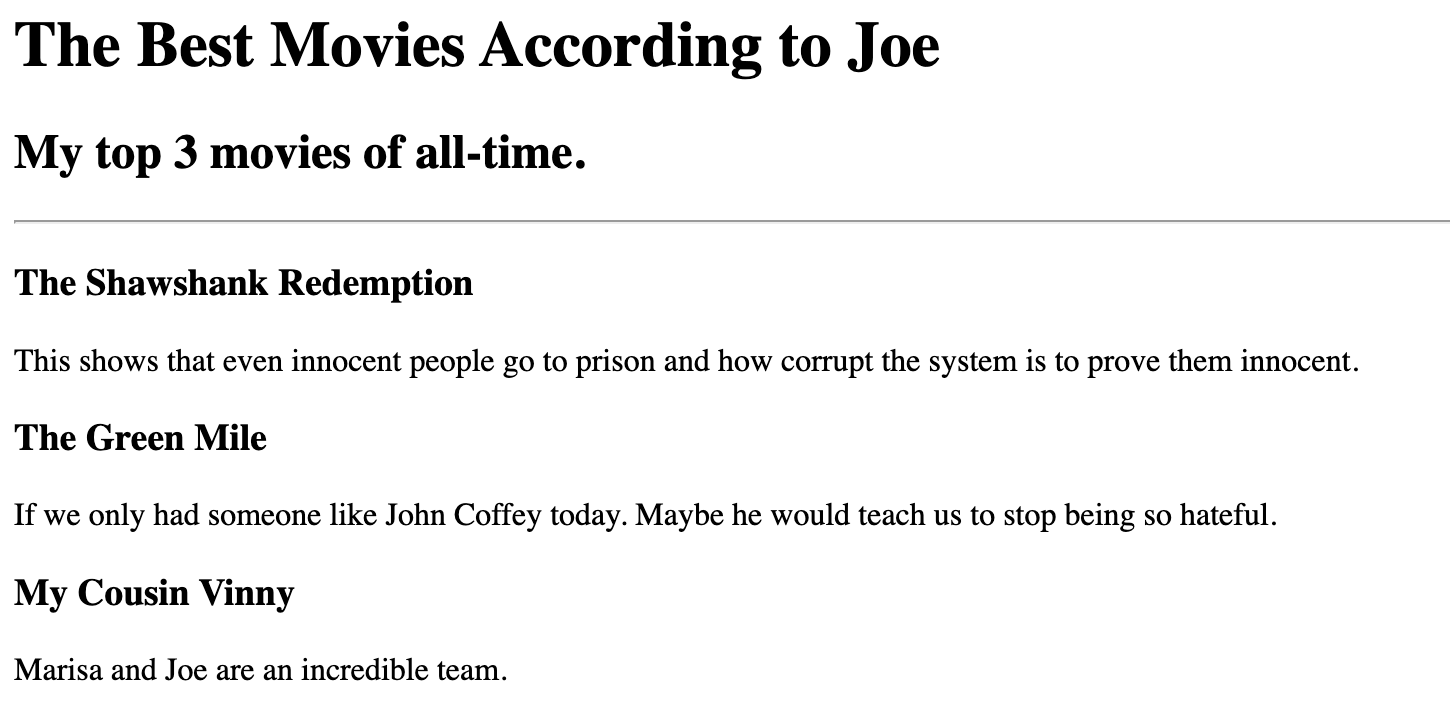 The Best Movies According to Joe
My top 3 movies of all-time.
The Shawshank Redemption
This shows that even innocent people go to prison and how corrupt the system is to prove them innocent.
The Green Mile
If we only had someone like John Coffey today. Maybe he would teach us to stop being so hateful.
My Cousin Vinny
Marisa and Joe are an incredible team.